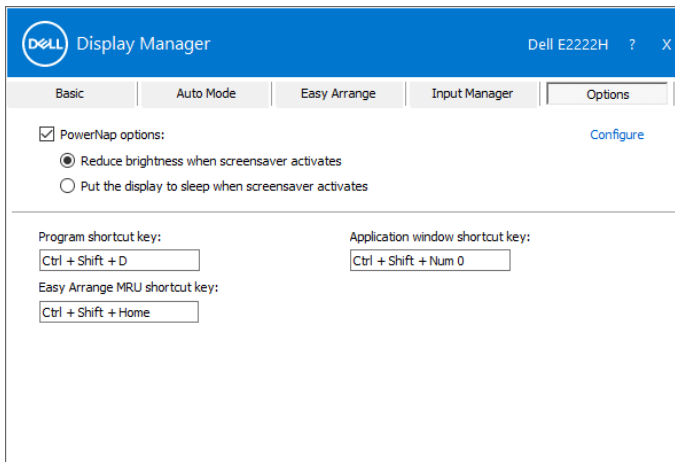 DELL Display Manager Dell E2222H ? X
Basic Auto Mode Easy Arrange Input Manager Options
PowerNap options: Configure
Reduce brightness when screensaver activates
Put the display to sleep when screensaver activates
Program shortcut key: Application window shortcut key:
Ctrl + Shift + D Ctrl + Shift + Num 0
Easy Arrange MRU shortcut key:
Ctrl + Shift + Home